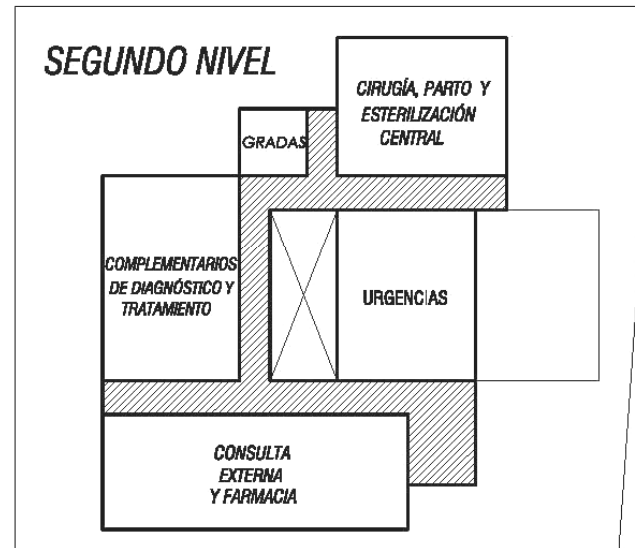 SEGUNDO NIVEL
CIRUGÍA, PARTO Y
ESTERILIZACIÓN
CENTRAL
GRADAS
COMPLEMENTARIOS
DE DIAGNÓSTICO Y
TRATAMIENTO
URGENCIAS
CONSULTA
EXTERNA
Y FARMACIA